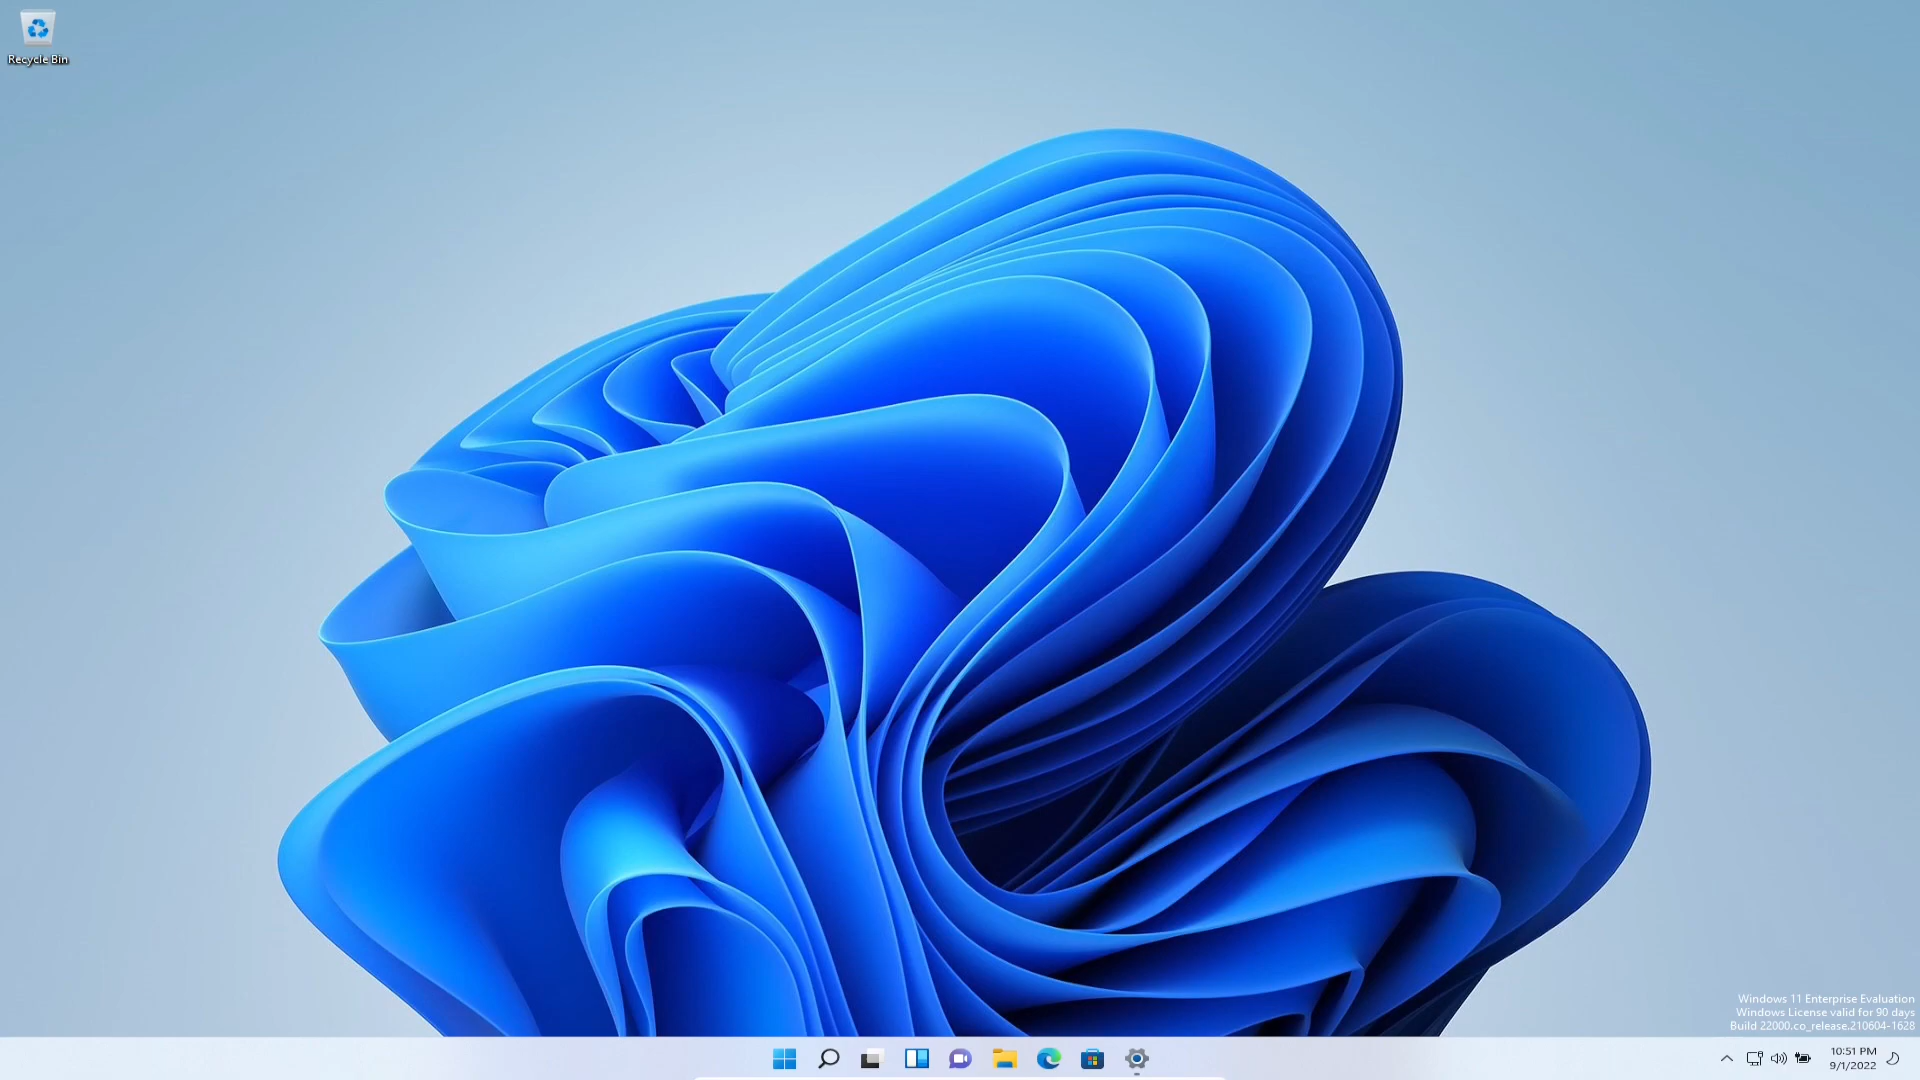 Recycle Bin
Windows 11 Enterprise Evaluation
Windows License valid for 90 days
Build 22000.co_release.210604-1628
10:51 PM
9/1/2022